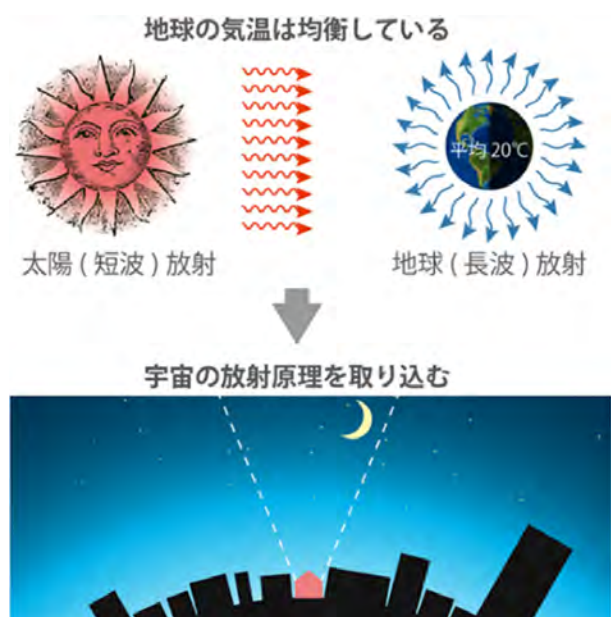 地球の気温は均衡している
平均 20℃
太陽 ( 短波 ) 放射
地球 ( 長波 ) 放射
宇宙の放射原理を取り込む